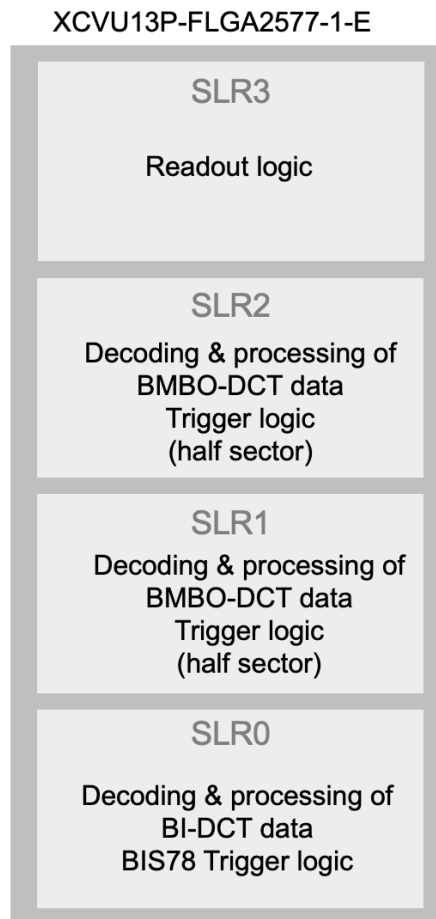 XCVU13P-FLGA2577-1-E
SLR3
Readout logic
SLR2
Decoding & processing of
BMBO-DCT data
Trigger logic
(half sector)
SLR1
Decoding & processing of
BMBO-DCT data
Trigger logic
(half sector)
SLR0
Decoding & processing of
BI-DCT data
BIS78 Trigger logic